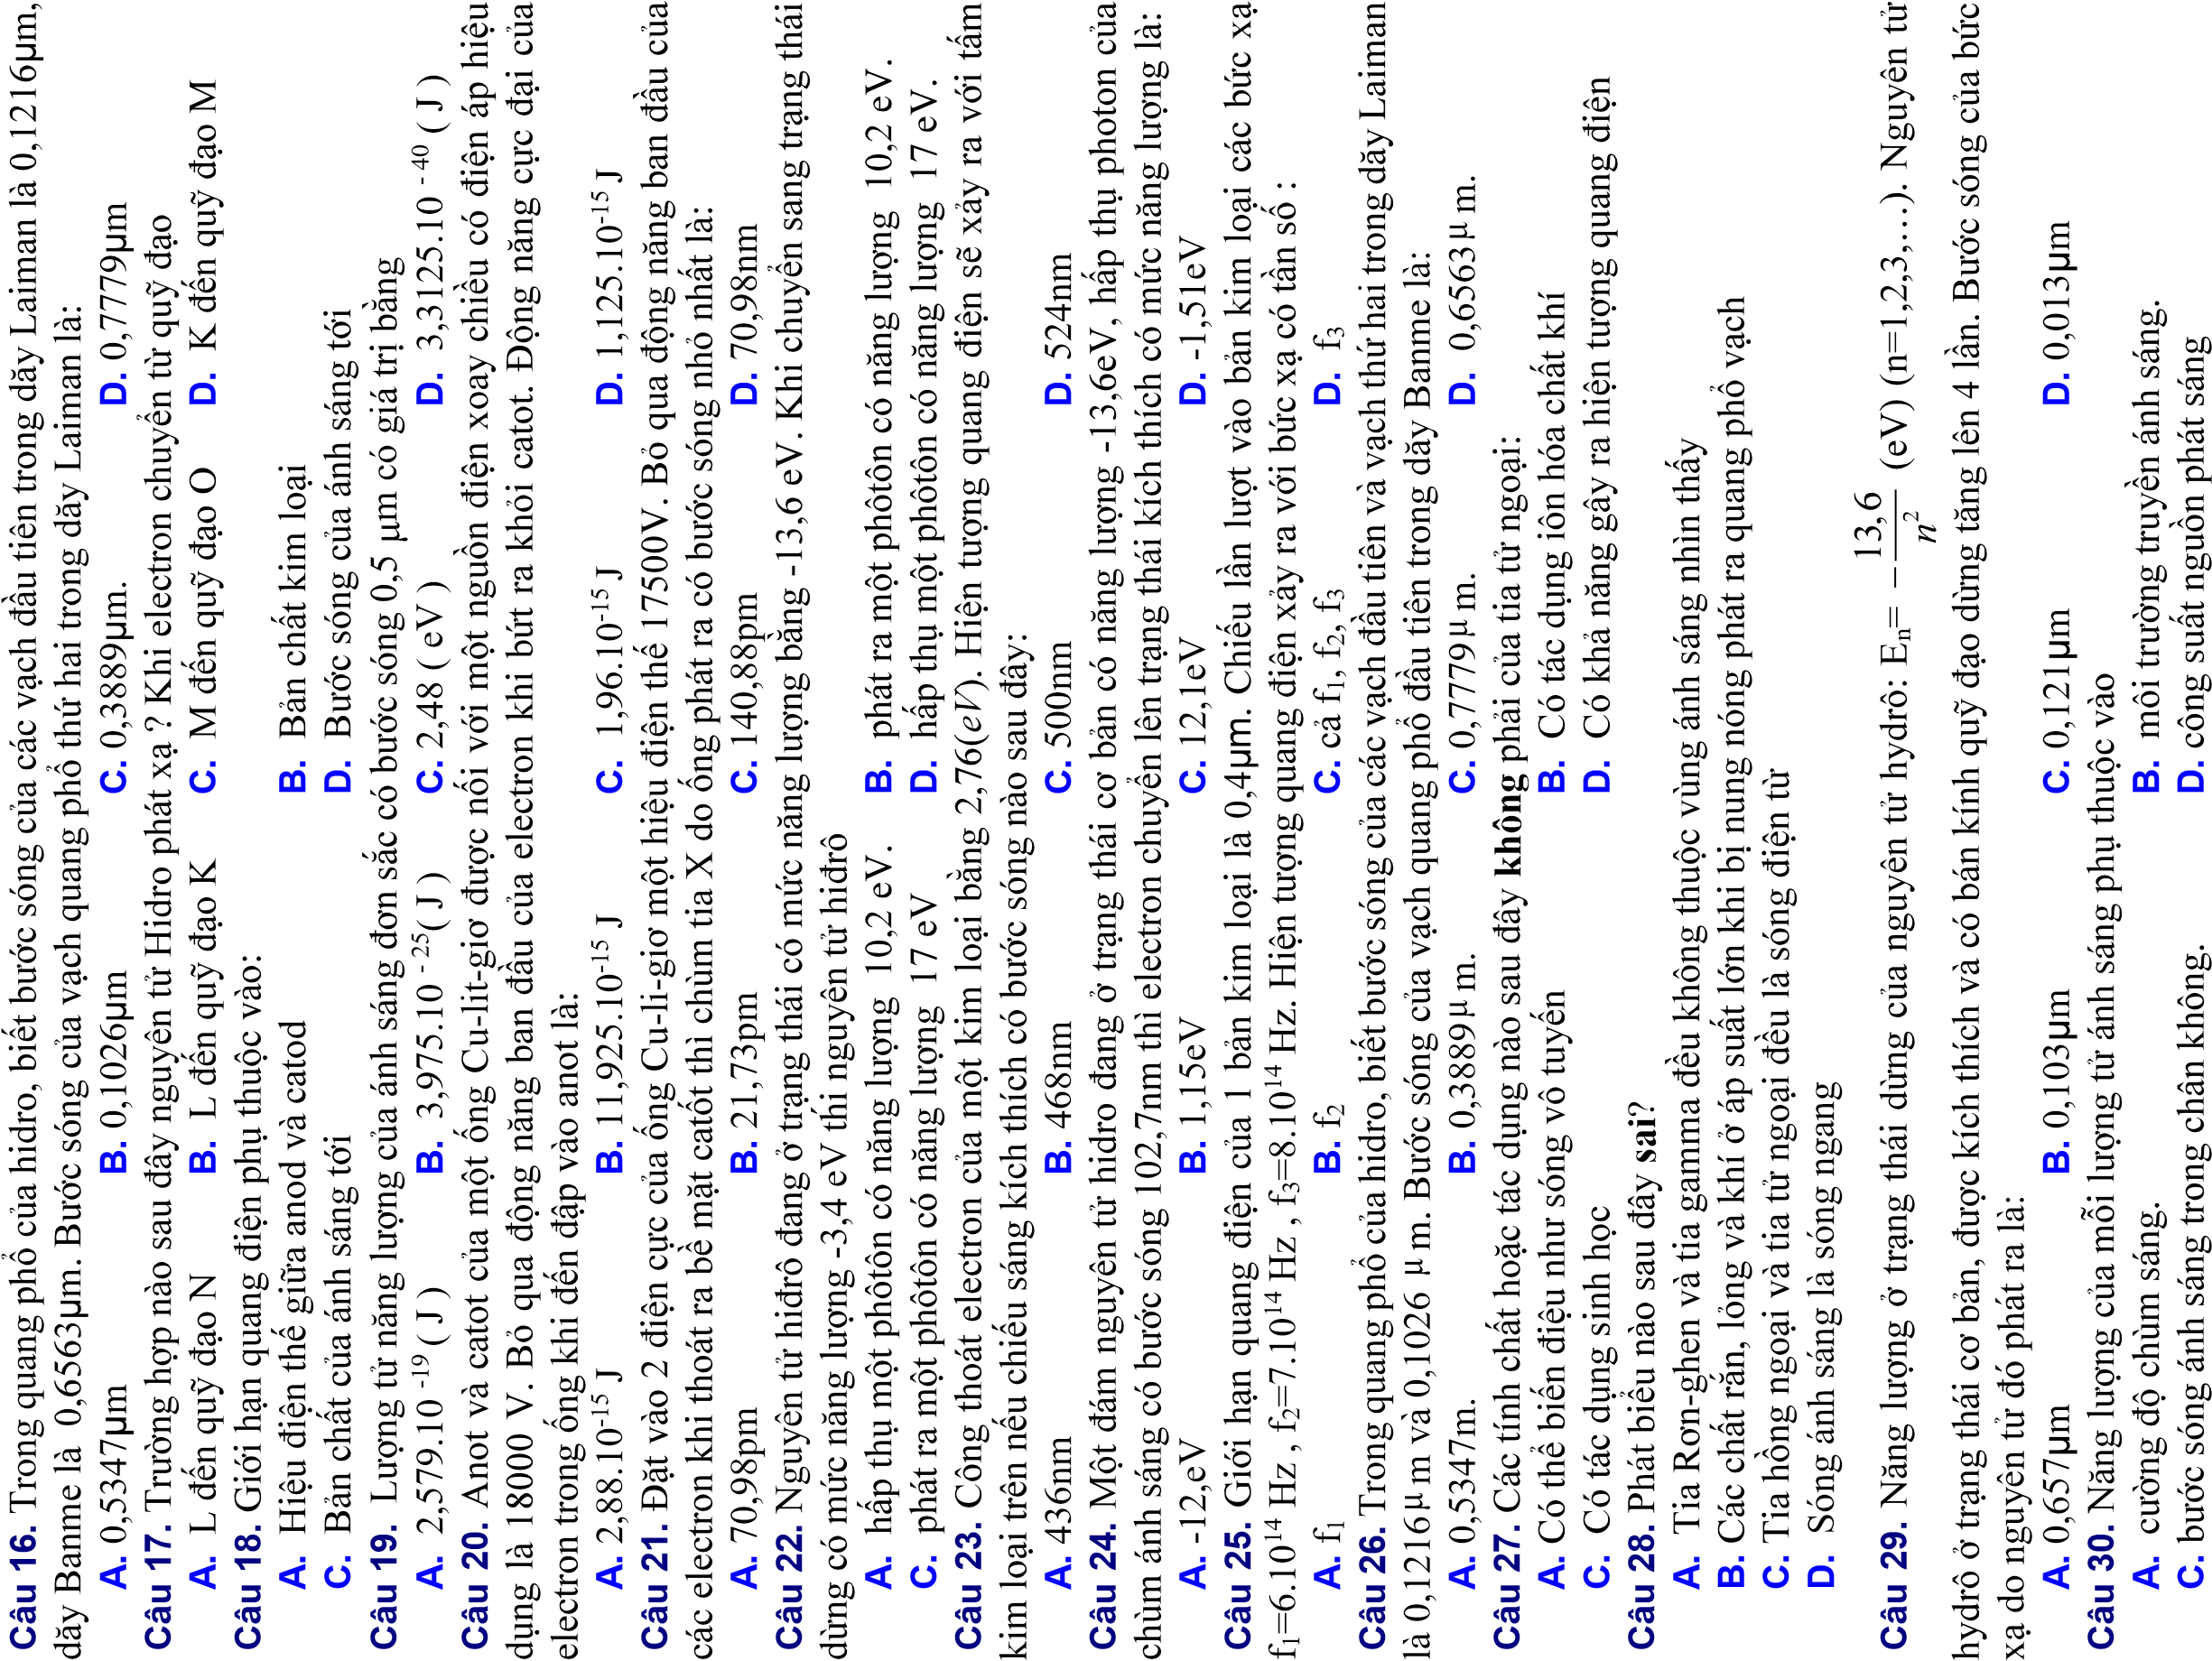 Câu 16. Trong quang phổ của hidro, biết bước sóng của các vạch đầu tiên trong dãy Laiman là 0,1216μm,
dãy Banme là 0,6563μm. Bước sóng của vạch quang phổ thứ hai trong dãy Laiman là:
A. 0,5347μm B. 0,1026μm C. 0,3889μm. D. 0,7779μm
Câu 17. Trường hợp nào sau đây nguyên tử Hidro phát xạ ? Khi electron chuyển từ quỹ đạo
A. L đến quỹ đạo N B. L đến quỹ đạo K C. M đến quỹ đạo O D. K đến quỹ đạo M
Câu 18. Giới hạn quang điện phụ thuộc vào:
A. Hiệu điện thế giữa anod và catod B. Bản chất kim loại
C. Bản chất của ánh sáng tới D. Bước sóng của ánh sáng tới
Câu 19. Lượng tử năng lượng của ánh sáng đơn sắc có bước sóng 0,5 μm có giá trị bằng
A. 2,579.10 ⁻¹⁹ ( J ) B. 3,975.10 ⁻²⁵( J ) C. 2,48 ( eV ) D. 3,3125.10 ⁻⁴⁰ ( J )
Câu 20. Anot và catot của một ống Cu-lit-giơ được nối với một nguồn điện xoay chiều có điện áp hiệu
dụng là 18000 V. Bỏ qua động năng ban đầu của electron khi bứt ra khỏi catot. Động năng cực đại của
electron trong ống khi đến đập vào anot là:
A. 2,88.10⁻¹⁵ J B. 11,925.10⁻¹⁵ J C. 1,96.10⁻¹⁵ J D. 1,125.10⁻¹⁵ J
Câu 21. Đặt vào 2 điện cực của ống Cu-li-giơ một hiệu điện thế 17500V. Bỏ qua động năng ban đầu của
các electron khi thoát ra bề mặt catốt thì chùm tia X do ống phát ra có bước sóng nhỏ nhất là:
A. 70,98pm B. 21,73pm C. 140,88pm D. 70,98nm
Câu 22. Nguyên tử hiđrô đang ở trạng thái có mức năng lượng bằng -13,6 eV. Khi chuyển sang trạng thái
dừng có mức năng lượng -3,4 eV thì nguyên tử hiđrô
A. hấp thụ một phôtôn có năng lượng 10,2 eV. B. phát ra một phôtôn có năng lượng 10,2 eV.
C. phát ra một phôtôn có năng lượng 17 eV D. hấp thụ một phôtôn có năng lượng 17 eV.
Câu 23. Công thoát electron của một kim loại bằng 2,76(eV). Hiện tượng quang điện sẽ xảy ra với tấm
kim loại trên nếu chiếu sáng kích thích có bước sóng nào sau đây:
A. 436nm B. 468nm C. 500nm D. 524nm
Câu 24. Một đám nguyên tử hidro đang ở trạng thái cơ bản có năng lượng -13,6eV, hấp thụ photon của
chùm ánh sáng có bước sóng 102,7nm thì electron chuyển lên trạng thái kích thích có mức năng lượng là:
A. -12,eV B. 1,15eV C. 12,1eV D. -1,51eV
Câu 25. Giới hạn quang điện của 1 bản kim loại là 0,4μm. Chiếu lần lượt vào bản kim loại các bức xạ
f₁=6.10¹⁴ Hz , f₂=7.10¹⁴ Hz , f₃=8.10¹⁴ Hz. Hiện tượng quang điện xảy ra với bức xạ có tần số :
A. f₁ B. f₂ C. cả f₁, f₂, f₃ D. f₃
Câu 26. Trong quang phổ của hidro, biết bước sóng của các vạch đầu tiên và vạch thứ hai trong dãy Laiman
là 0,1216μ m và 0,1026 μ m. Bước sóng của vạch quang phổ đầu tiên trong dãy Banme là:
A. 0,5347m. B. 0,3889μ m. C. 0,7779μ m. D. 0,6563μ m.
Câu 27. Các tính chất hoặc tác dụng nào sau đây không phải của tia tử ngoại:
A. Có thể biến điệu như sóng vô tuyến B. Có tác dụng iôn hóa chất khí
C. Có tác dụng sinh học D. Có khả năng gây ra hiện tượng quang điện
Câu 28. Phát biểu nào sau đây sai?
A. Tia Rơn-ghen và tia gamma đều không thuộc vùng ánh sáng nhìn thấy
B. Các chất rắn, lỏng và khí ở áp suất lớn khi bị nung nóng phát ra quang phổ vạch
C. Tia hồng ngoại và tia tử ngoại đều là sóng điện từ
D. Sóng ánh sáng là sóng ngang
Câu 29. Năng lượng ở trạng thái dừng của nguyên tử hydrô: Eₙ= −13,6/n² (eV) (n=1,2,3,…). Nguyên tử
hydrô ở trạng thái cơ bản, được kích thích và có bán kính quỹ đạo dừng tăng lên 4 lần. Bước sóng của bức
xạ do nguyên tử đó phát ra là:
A. 0,657μm B. 0,103μm C. 0,121μm D. 0,013μm
Câu 30. Năng lượng của mỗi lượng tử ánh sáng phụ thuộc vào
A. cường độ chùm sáng. B. môi trường truyền ánh sáng.
C. bước sóng ánh sáng trong chân không. D. công suất nguồn phát sáng